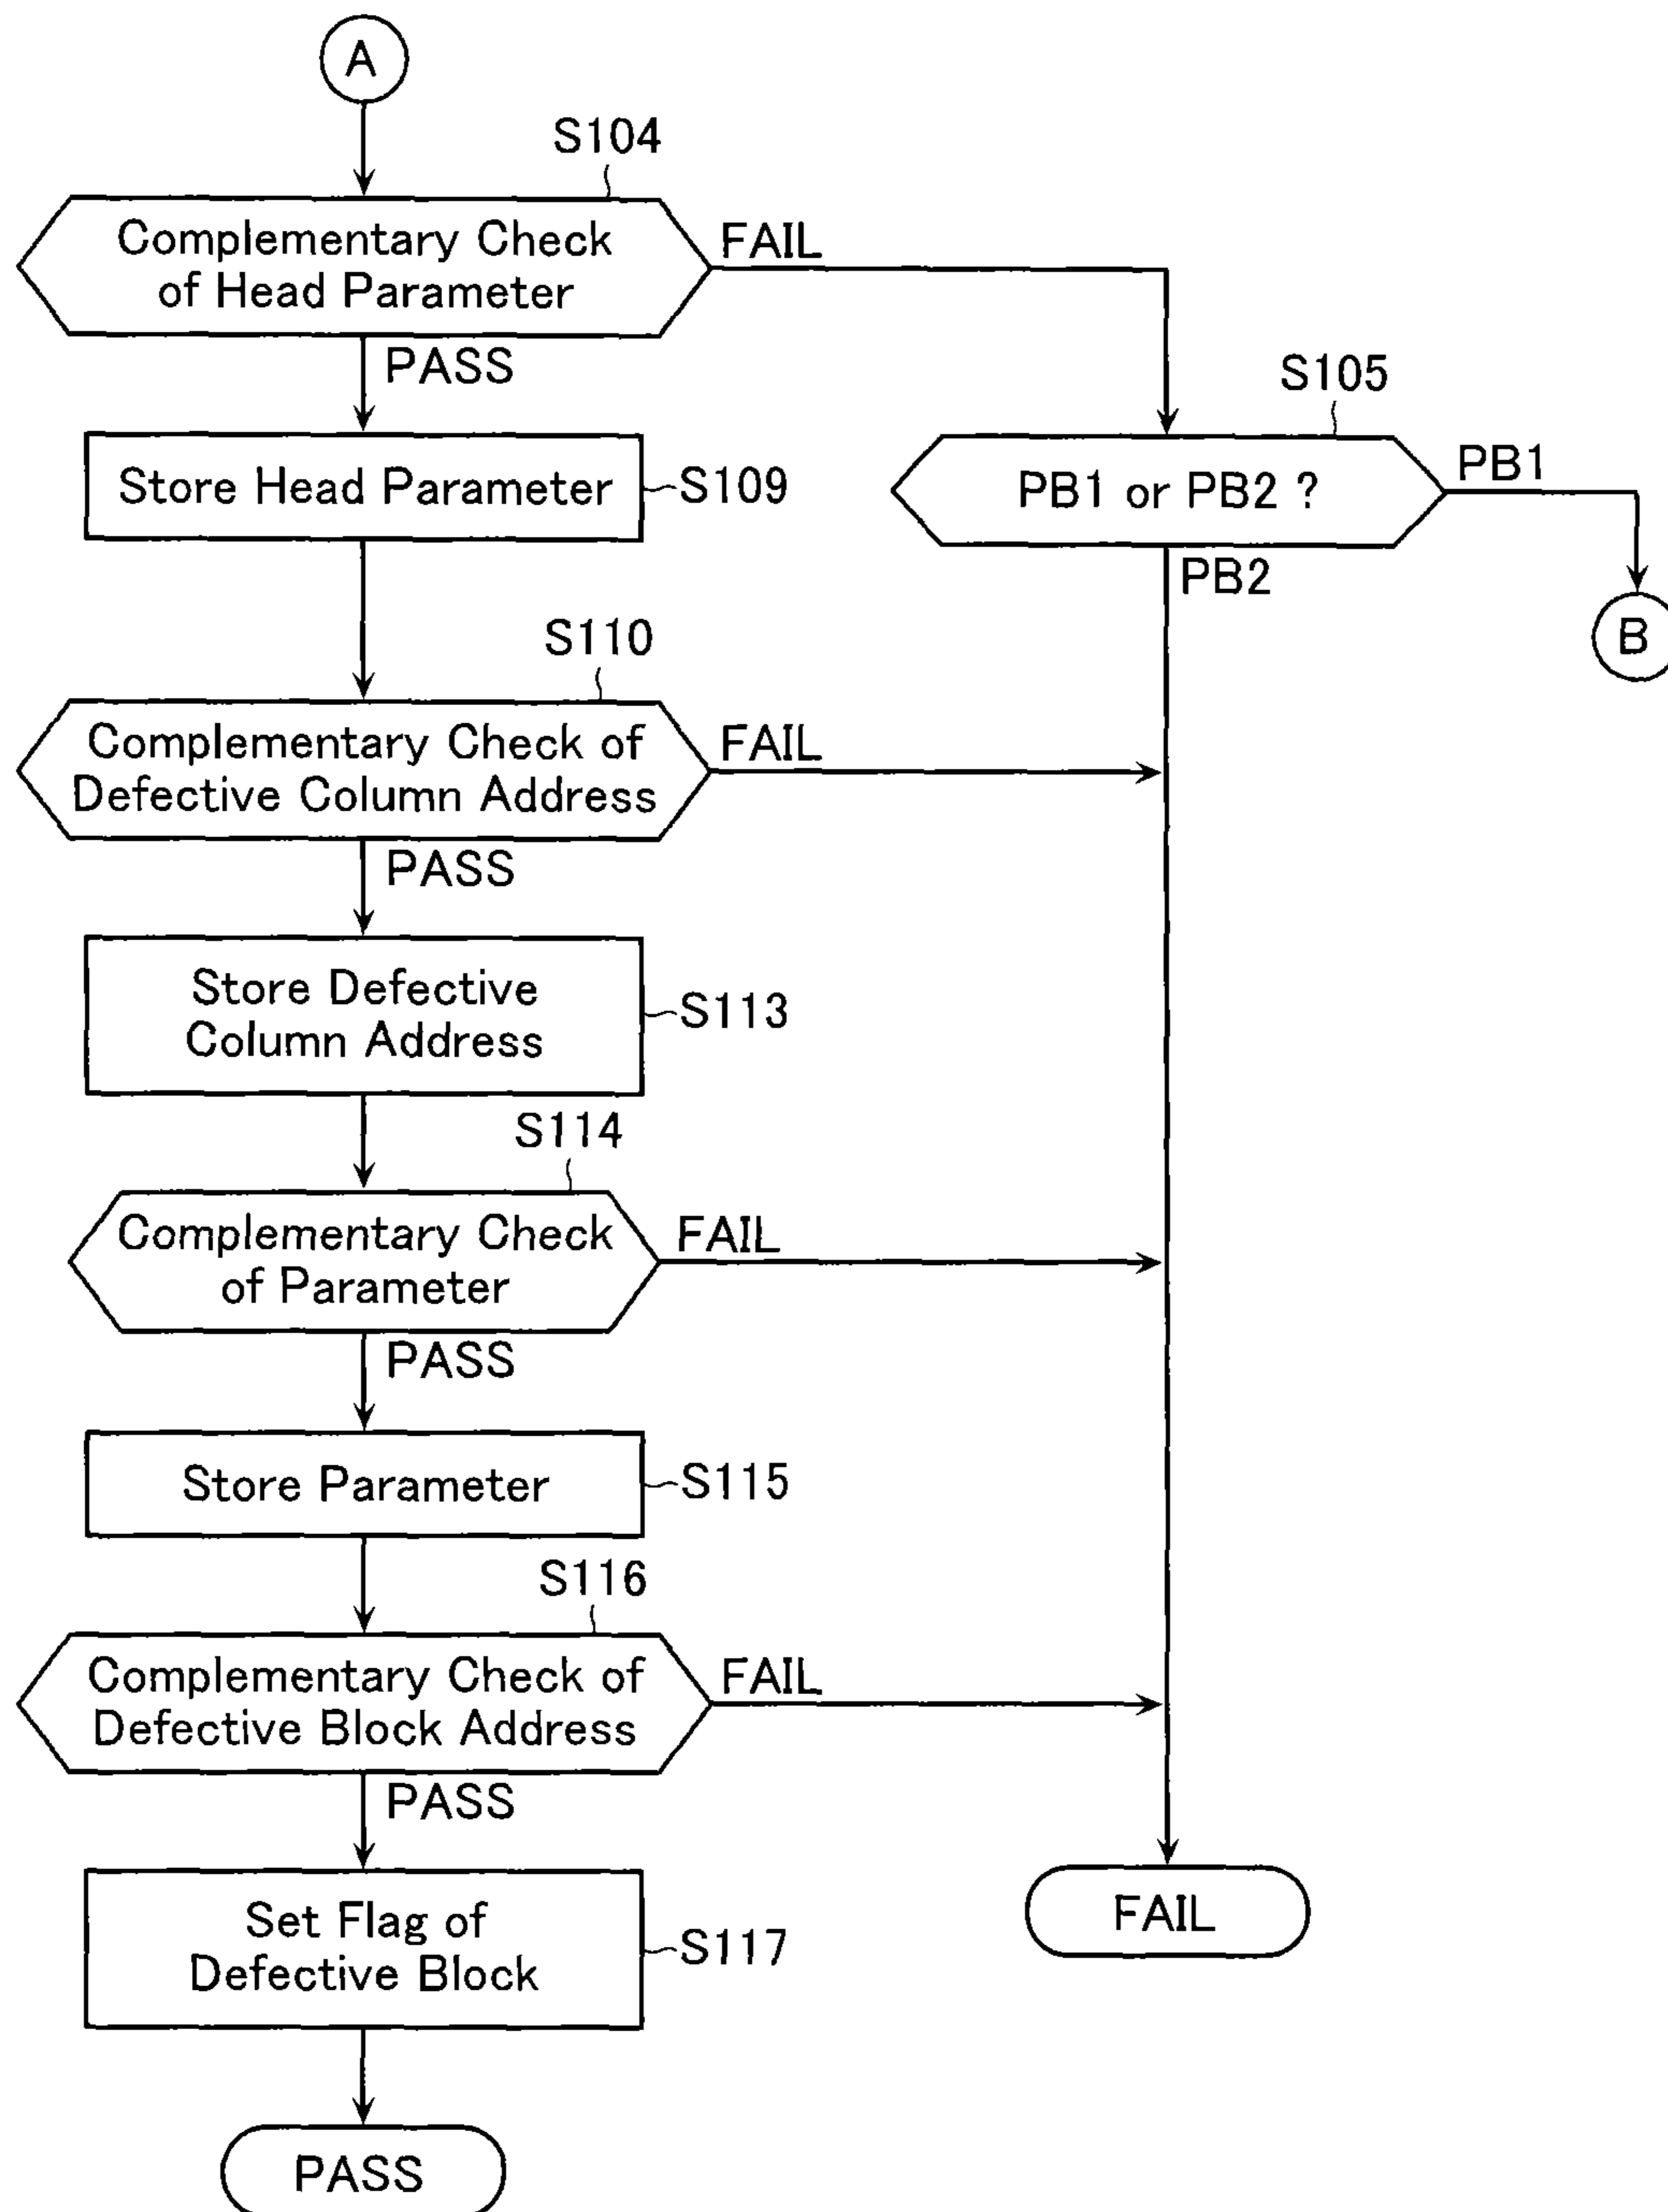 A
S104
Complementary Check
of Head Parameter
FAIL
PASS
S105
Store Head Parameter
S109
PB1 or PB2 ?
PB1
PB2
B
S110
Complementary Check of
Defective Column Address
FAIL
PASS
Store Defective
Column Address
S113
S114
Complementary Check
of Parameter
FAIL
PASS
Store Parameter
S115
S116
Complementary Check of
Defective Block Address
FAIL
PASS
Set Flag of
Defective Block
S117
FAIL
PASS